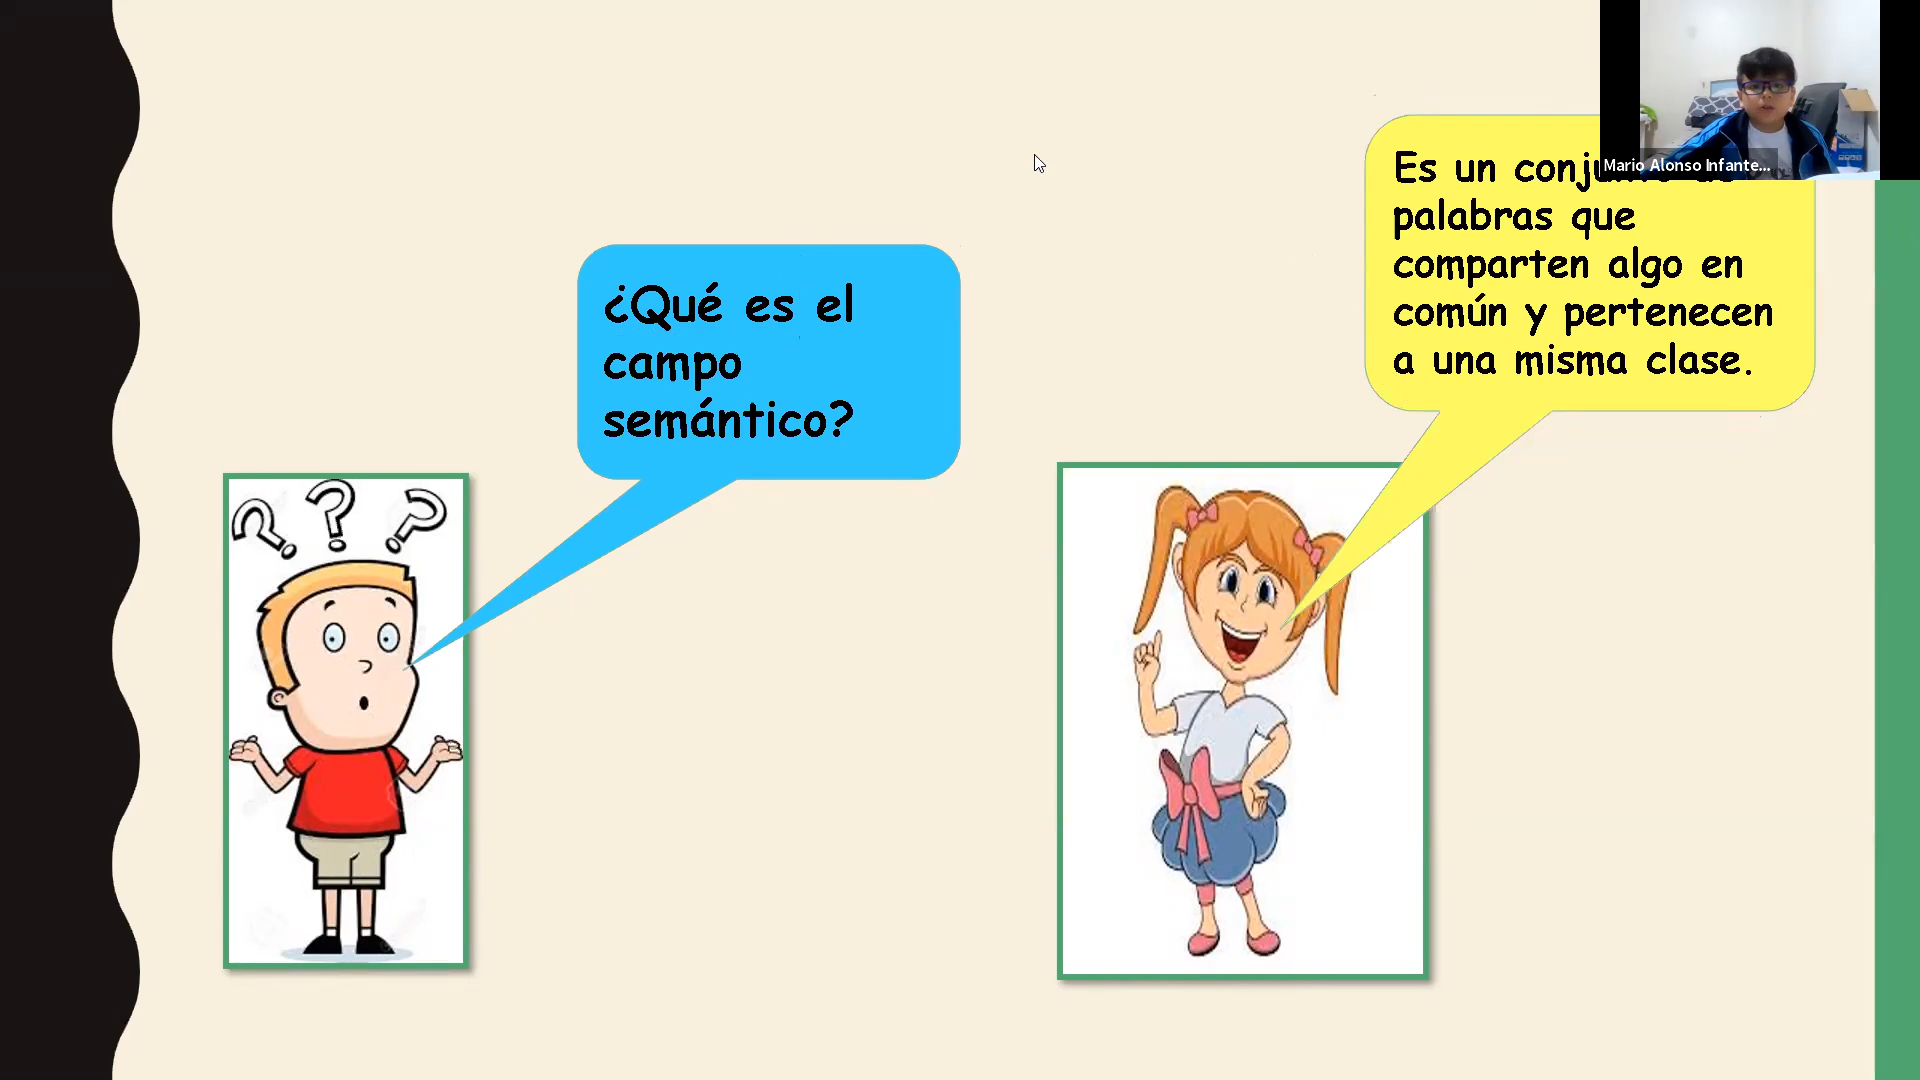 ¿Qué es el
campo
semántico?
Es un
palabras que
comparten algo en
común y pertenecen
a una misma clase.
Mario Alonso Infante...